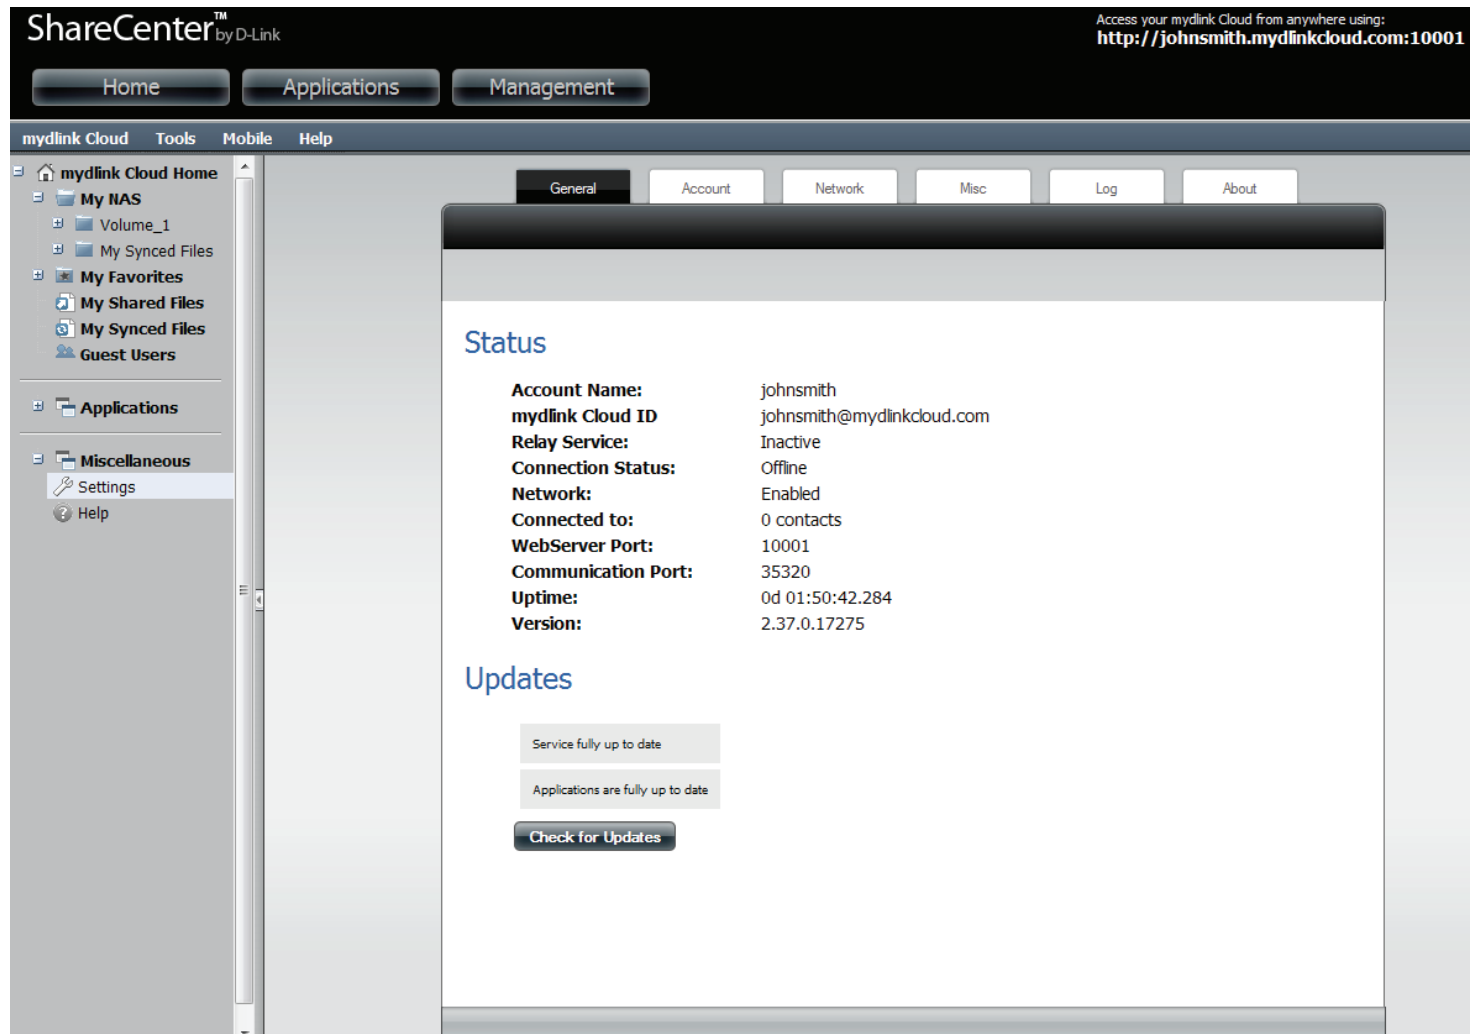 ShareCenter™ by D-Link
Access your mydlink Cloud from anywhere using:
http://johnsmith.mydlinkcloud.com:10001
Home Applications Management
mydlink Cloud Tools Mobile Help
mydlink Cloud Home
My NAS
Volume_1
My Synced Files
My Favorites
My Shared Files
My Synced Files
Guest Users
Applications
Miscellaneous
Settings
Help
General Account Network Misc Log About
Status
Account Name: johnsmith
mydlink Cloud ID johnsmith@mydlinkcloud.com
Relay Service: Inactive
Connection Status: Offline
Network: Enabled
Connected to: 0 contacts
WebServer Port: 10001
Communication Port: 35320
Uptime: 0d 01:50:42.284
Version: 2.37.0.17275
Updates
Service fully up to date
Applications are fully up to date
Check for Updates